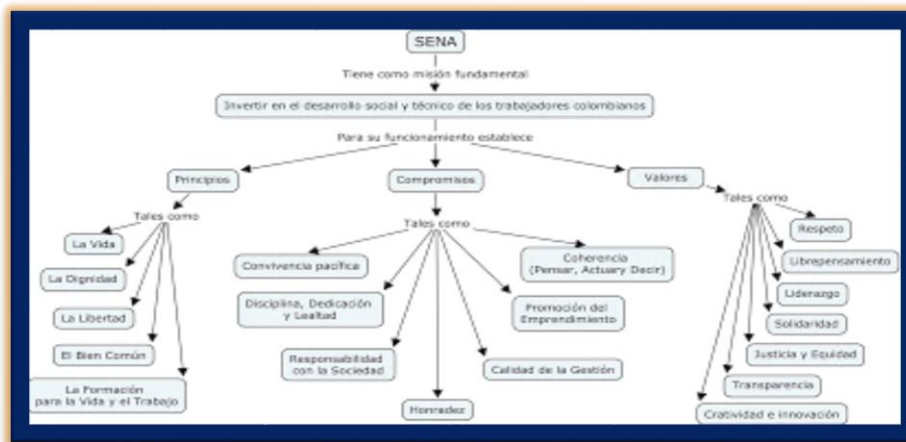 SENA
Tiene como misión fundamental
Invertir en el desarrollo social y técnico de los trabajadores colombianos
Para su funcionamiento establece
Principios
Compromisos
Valores
Tales como
La Vida
La Dignidad
La Libertad
El Bien Común
La Formación
para la Vida y el Trabajo
Tales como
Convivencia pacífica
Disciplina, Dedicación
y Lealtad
Responsabilidad
con la Sociedad
Honradez
Calidad de la Gestión
Promoción del
Emprendimiento
Coherencia
(Pensar, Actuary Decir)
Tales como
Respeto
Librepensamiento
Liderazgo
Solidaridad
Justicia y Equidad
Transparencia
Cratividad e innovación